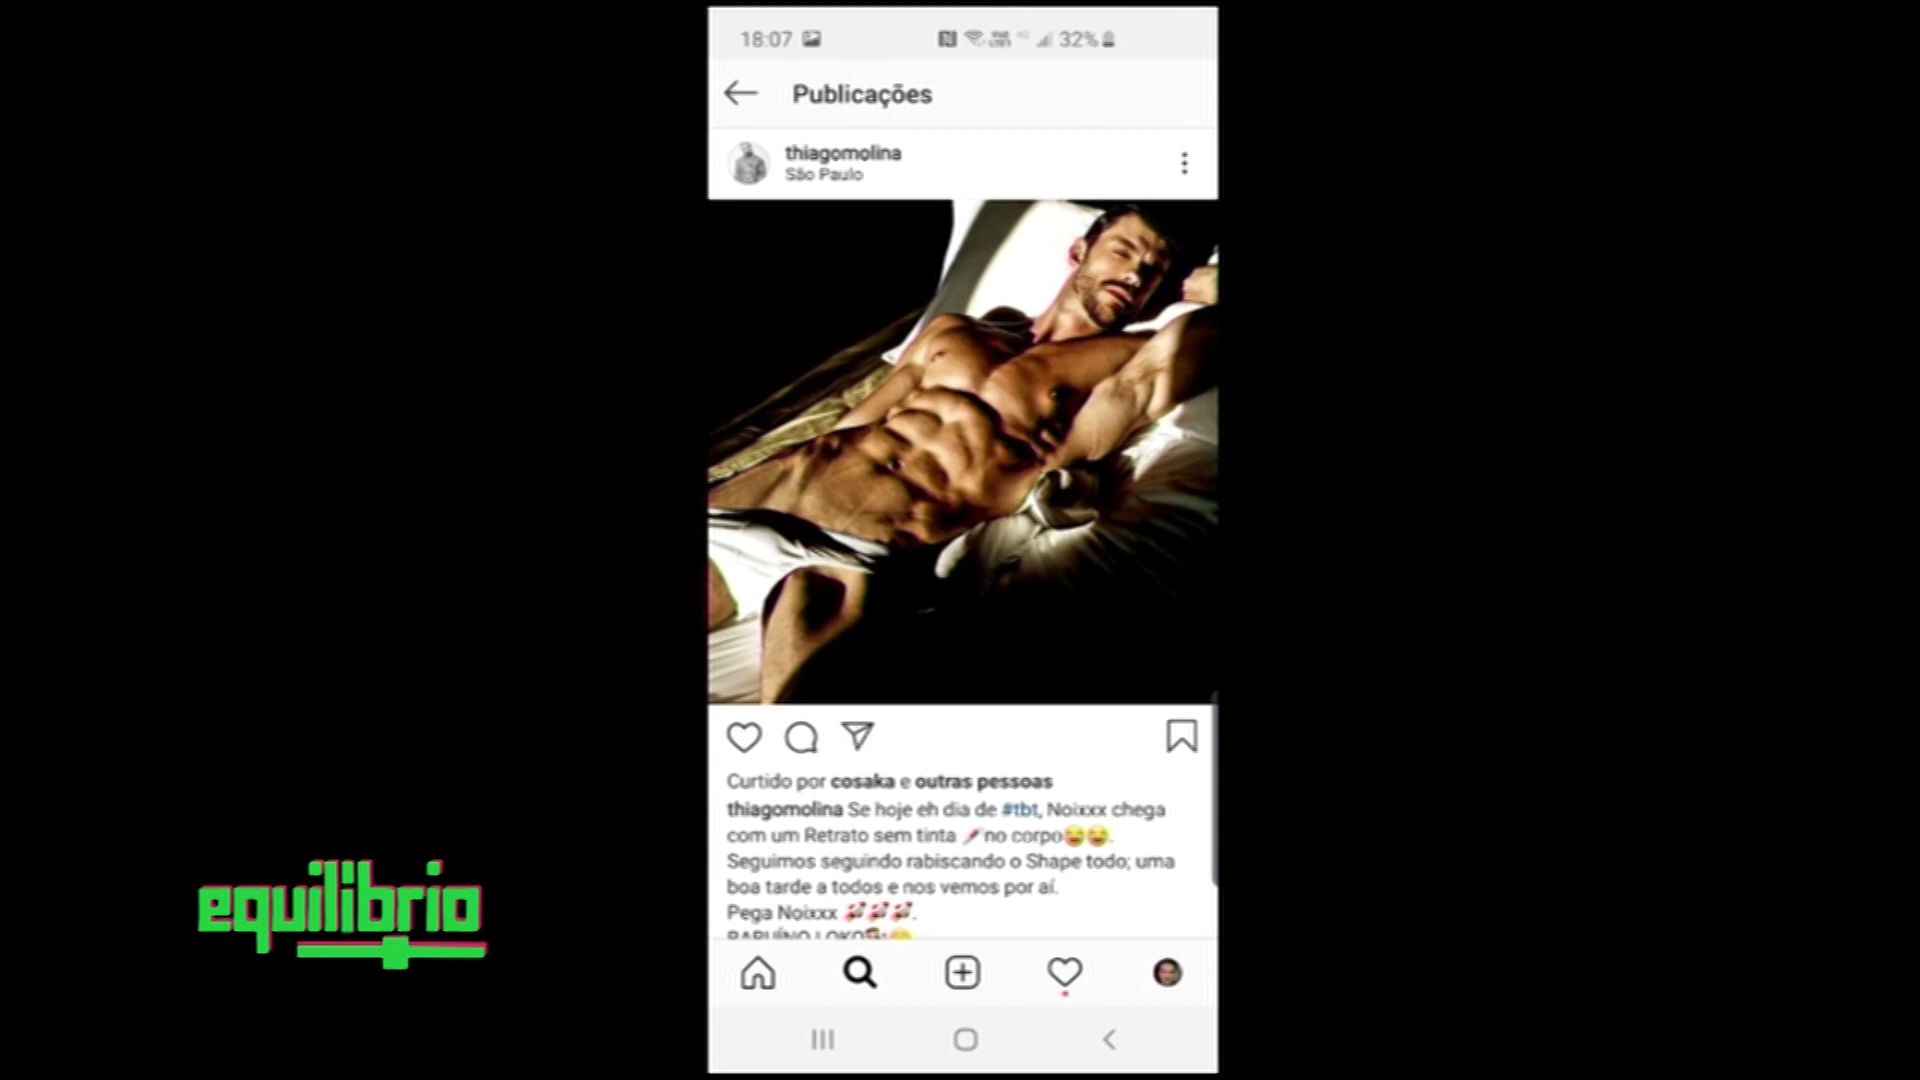 18:07
32%
Publicações
thiagomolina
São Paulo
Curtido por cosaka e outras pessoas
thiagomolina Se hoje eh dia de #tbt, Noixxx chega
com um Retrato sem tinta no corpo
Seguimos seguindo rabiscando o Shape todo; uma
boa tarde a todos e nos vemos por aí.
Pega Noixxx
equilibrio